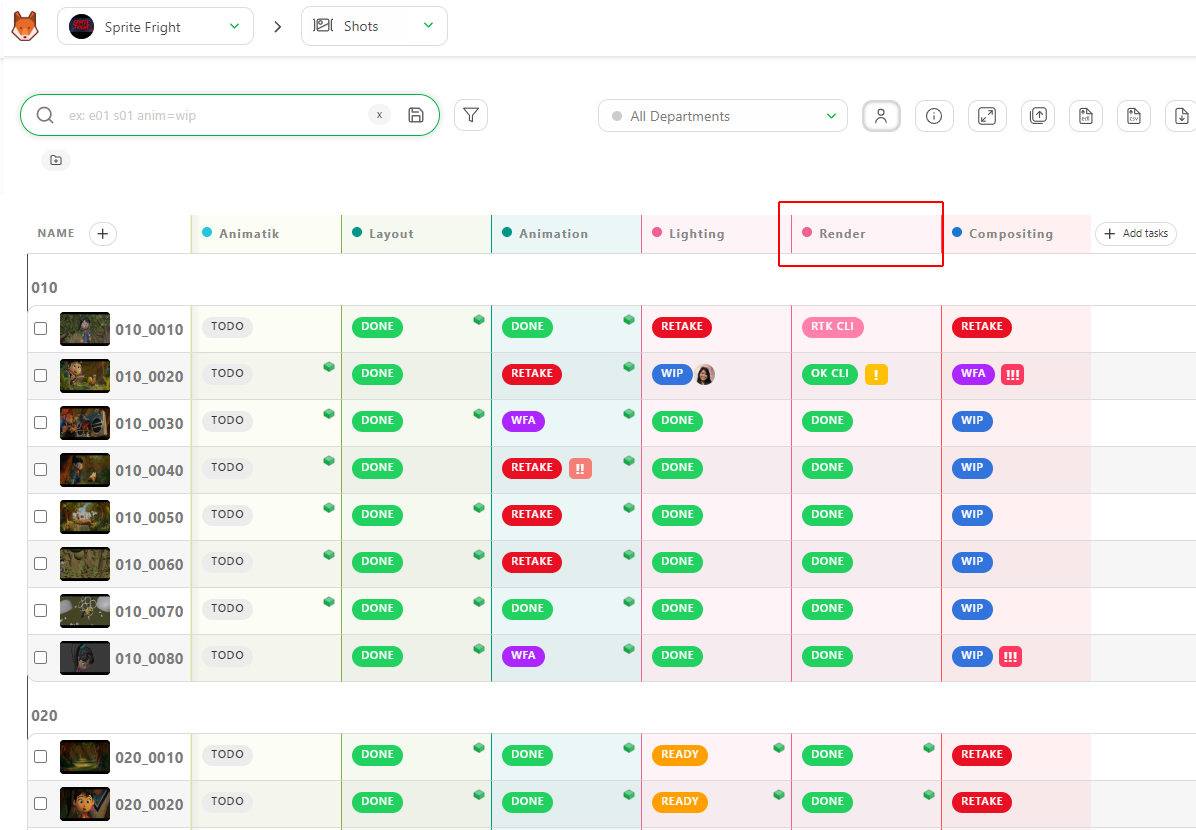 Sprite Fright
Shots
ex: e01 s01 anim=wip x
All Departments
NAME + Animatik Layout Animation Lighting Render Compositing + Add tasks
010
010_0010 TODO DONE DONE RETAKE RTK CLI RETAKE
010_0020 TODO DONE RETAKE WIP OK CLI ! WFA !!!
010_0030 TODO DONE WFA DONE DONE WIP
010_0040 TODO DONE RETAKE !! DONE DONE WIP
010_0050 TODO DONE RETAKE DONE DONE WIP
010_0060 TODO DONE RETAKE DONE DONE WIP
010_0070 TODO DONE DONE DONE DONE WIP
010_0080 TODO DONE WFA DONE DONE WIP !!!
020
020_0010 TODO DONE DONE READY DONE RETAKE
020_0020 TODO DONE DONE READY DONE RETAKE